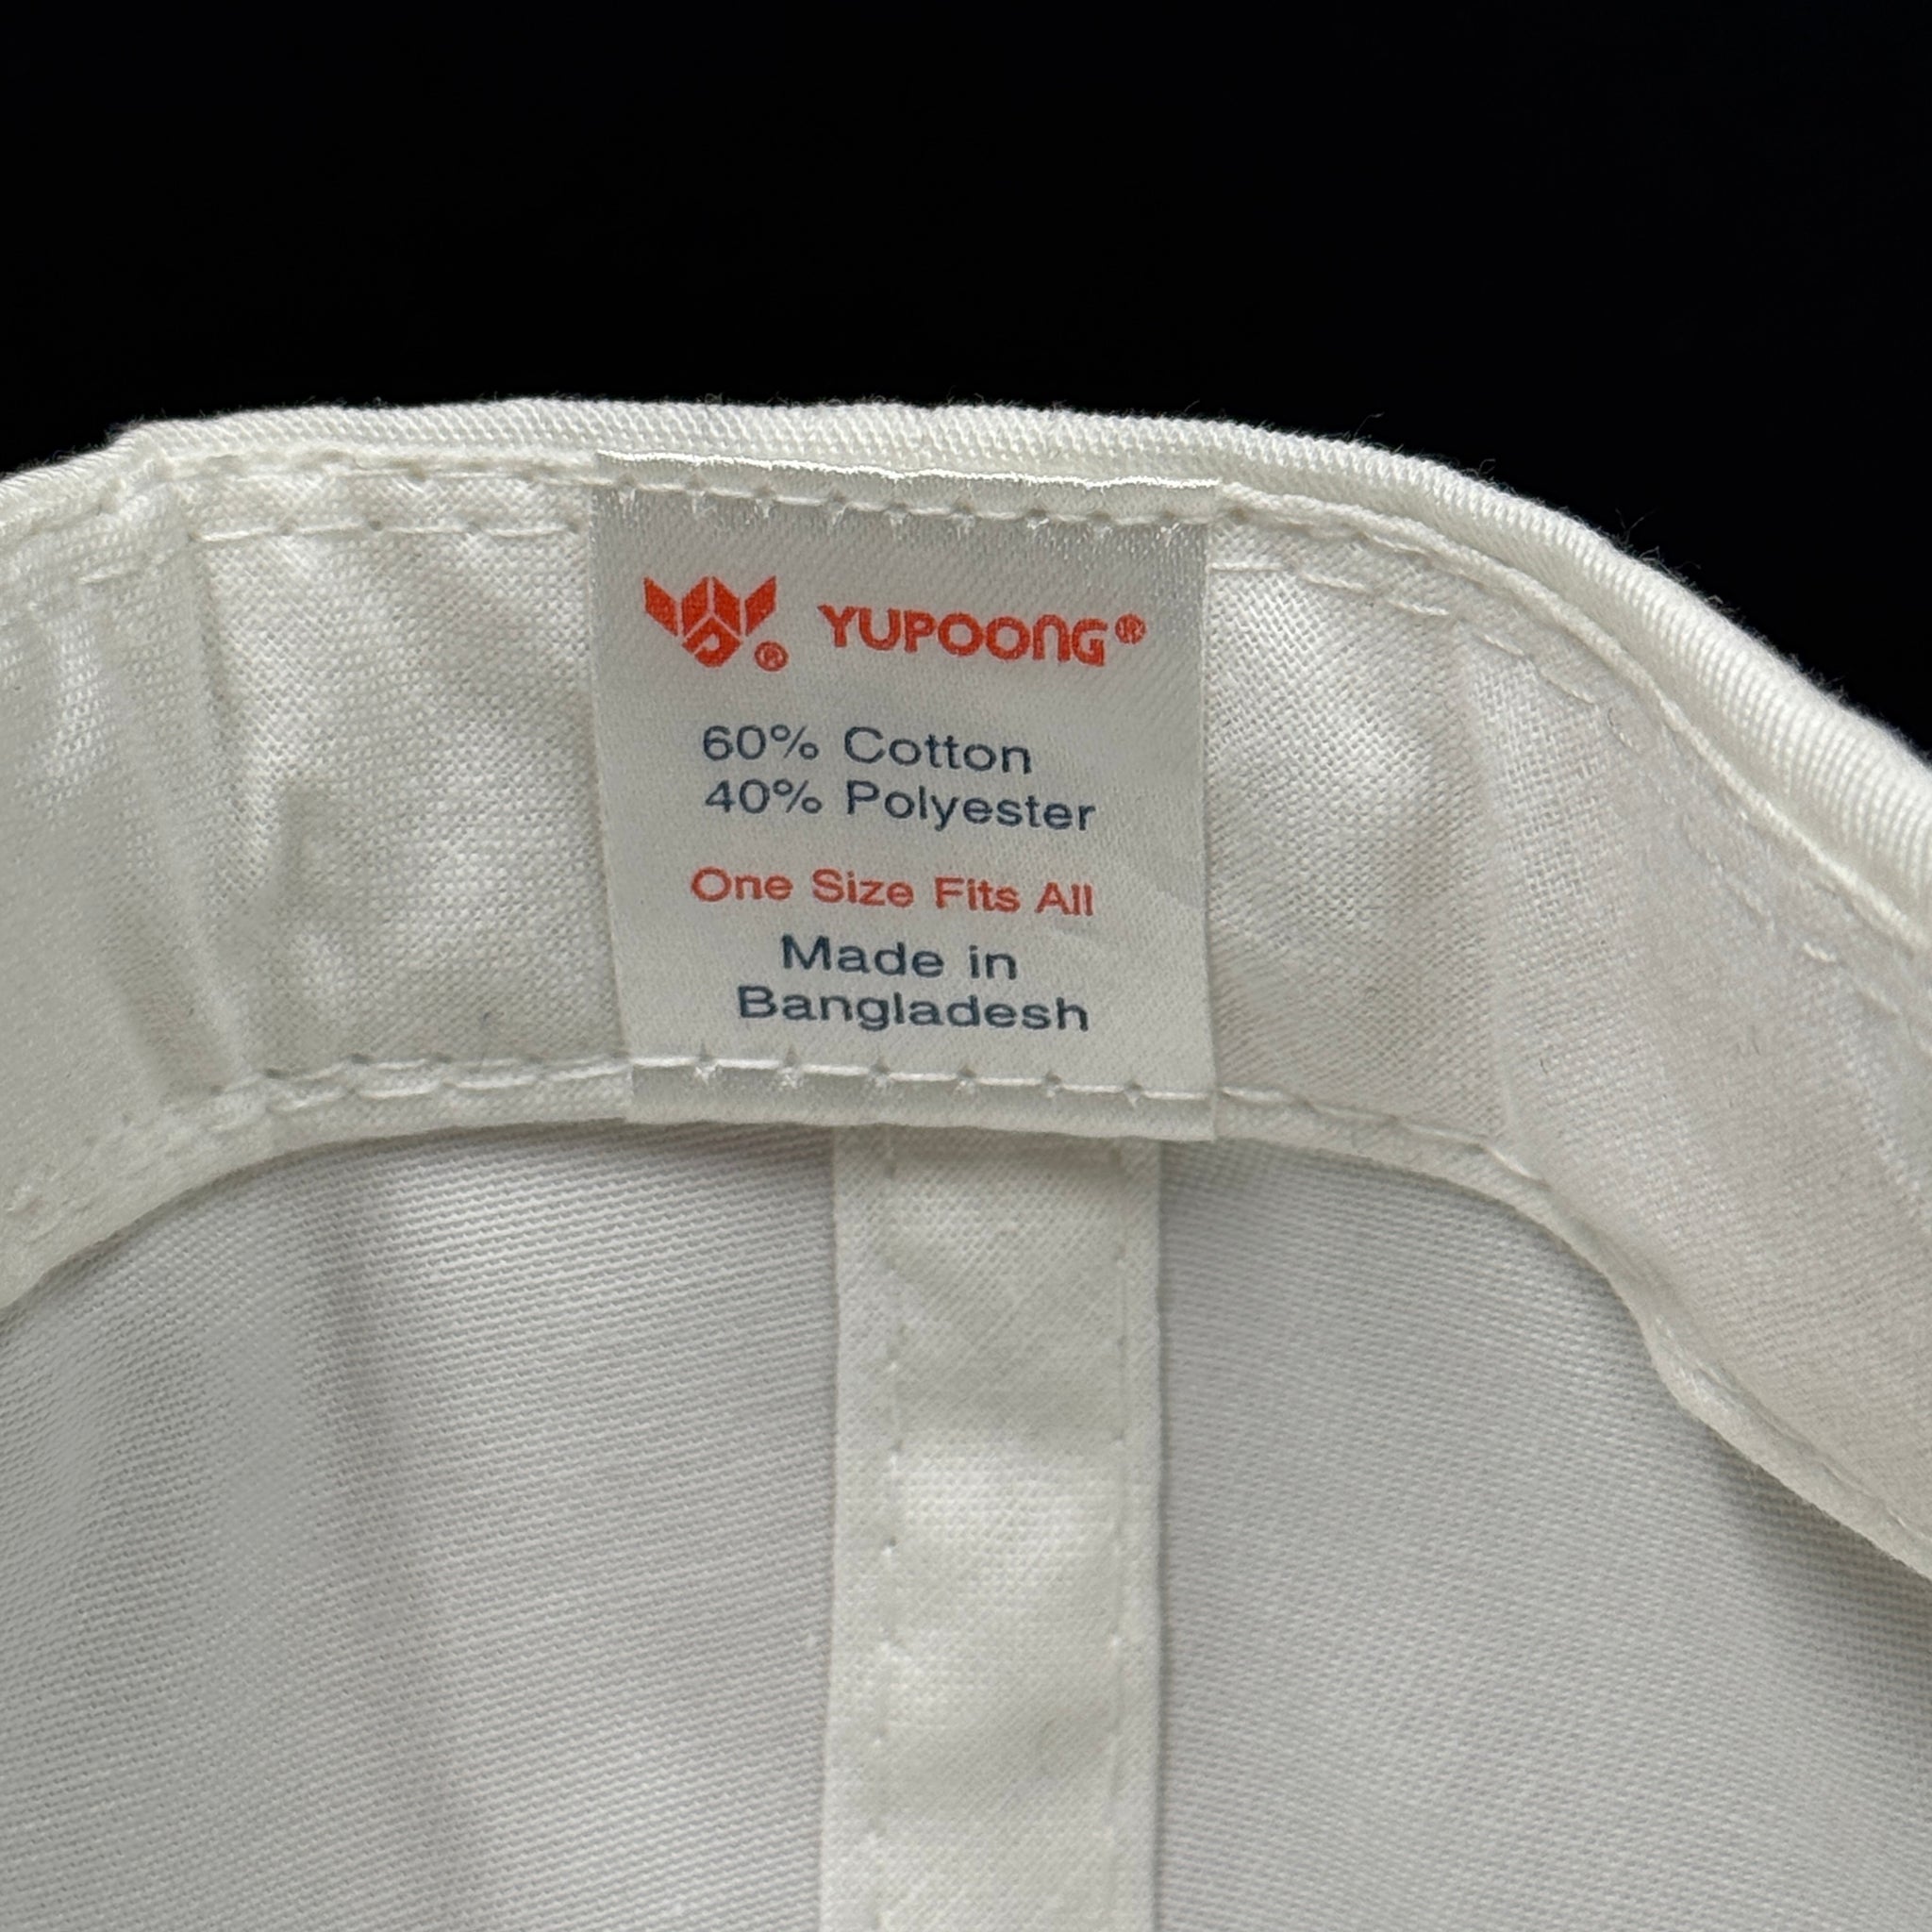 YUPOONG®
®
60% Cotton
40% Polyester
One Size Fits All
Made in
Bangladesh